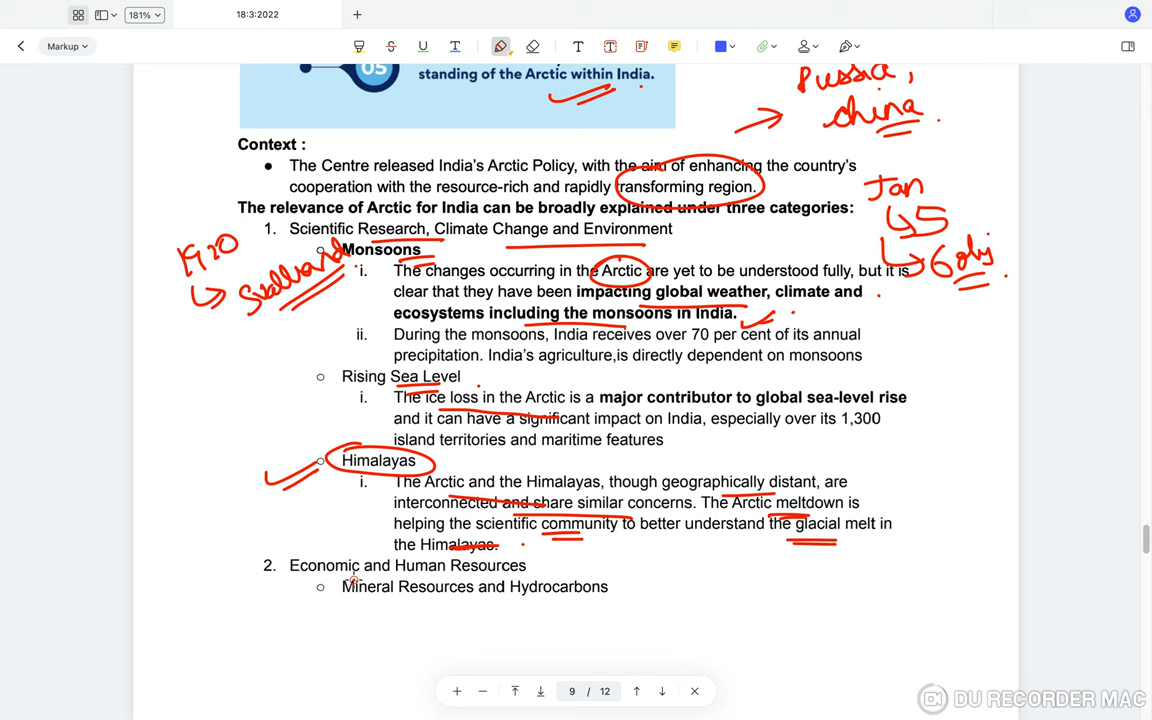 181%
18:3:2022
Markup
05
standing of the Arctic within India.
Russia,
china.
Context :
● The Centre released India's Arctic Policy, with the aim of enhancing the country's
cooperation with the resource-rich and rapidly transforming region.
The relevance of Arctic for India can be broadly explained under three categories:
1. Scientific Research, Climate Change and Environment
○ Monsoons
i. The changes occurring in the Arctic are yet to be understood fully, but it is
clear that they have been impacting global weather, climate and
ecosystems including the monsoons in India.
ii. During the monsoons, India receives over 70 per cent of its annual
precipitation. India's agriculture,is directly dependent on monsoons
○ Rising Sea Level
i. The ice loss in the Arctic is a major contributor to global sea-level rise
and it can have a significant impact on India, especially over its 1,300
island territories and maritime features
○ Himalayas
i. The Arctic and the Himalayas, though geographically distant, are
interconnected and share similar concerns. The Arctic meltdown is
helping the scientific community to better understand the glacial melt in
the Himalayas.
2. Economic and Human Resources
○ Mineral Resources and Hydrocarbons
1920
Svalbard
Jan
5
6 obj
9 / 12
DU RECORDER MAC